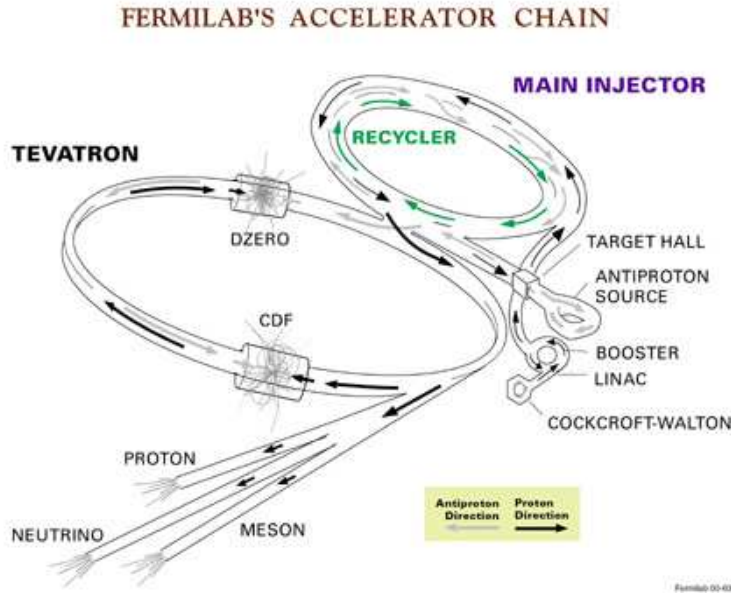 FERMILAB'S ACCELERATOR CHAIN
MAIN INJECTOR
RECYCLER
TEVATRON
DZERO
TARGET HALL
ANTIPROTON
SOURCE
CDF
BOOSTER
LINAC
COCKCROFT-WALTON
PROTON
NEUTRINO
MESON
Antiproton Proton
Direction Direction